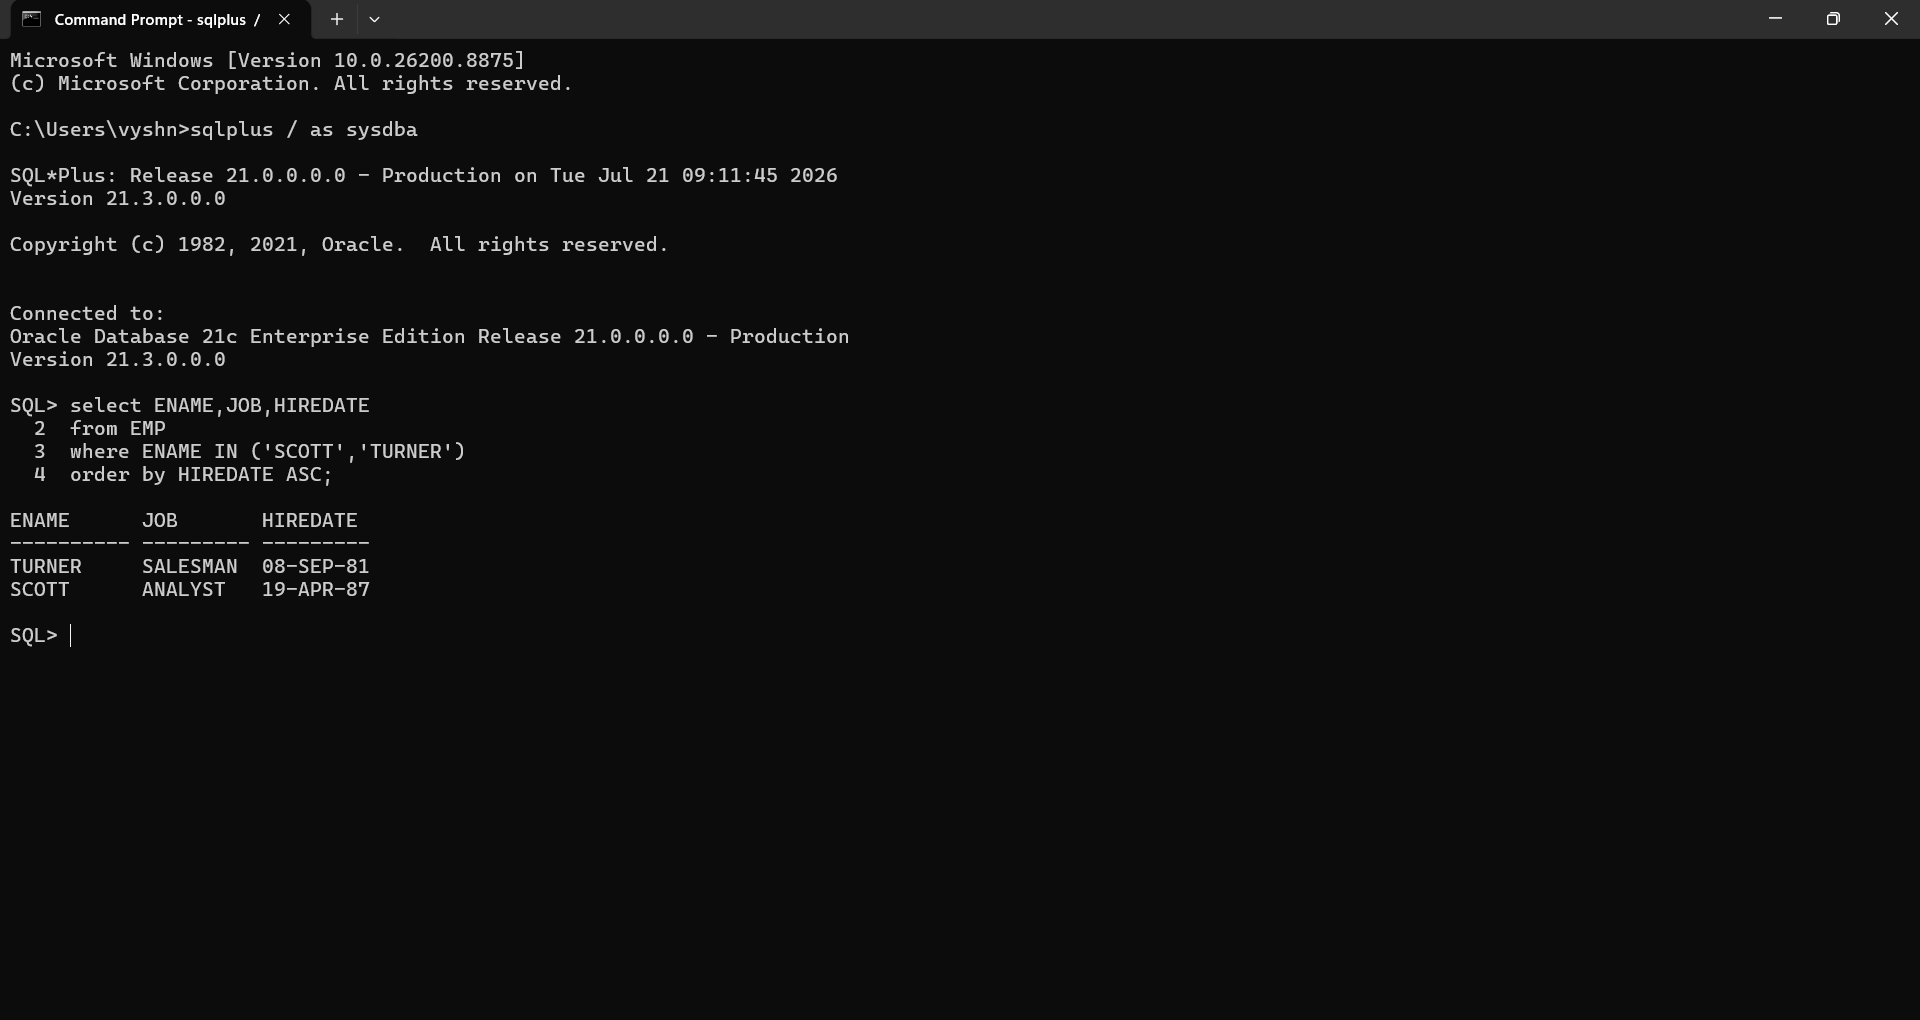 Command Prompt - sqlplus /
Microsoft Windows [Version 10.0.26200.8875]
(c) Microsoft Corporation. All rights reserved.
C:\Users\vyshn>sqlplus / as sysdba
SQL*Plus: Release 21.0.0.0.0 - Production on Tue Jul 21 09:11:45 2026
Version 21.3.0.0.0
Copyright (c) 1982, 2021, Oracle.  All rights reserved.
Connected to:
Oracle Database 21c Enterprise Edition Release 21.0.0.0.0 - Production
Version 21.3.0.0.0
SQL> select ENAME,JOB,HIREDATE
  2  from EMP
  3  where ENAME IN ('SCOTT','TURNER')
  4  order by HIREDATE ASC;
ENAME      JOB       HIREDATE
---------- --------- ---------
TURNER     SALESMAN  08-SEP-81
SCOTT      ANALYST   19-APR-87
SQL>